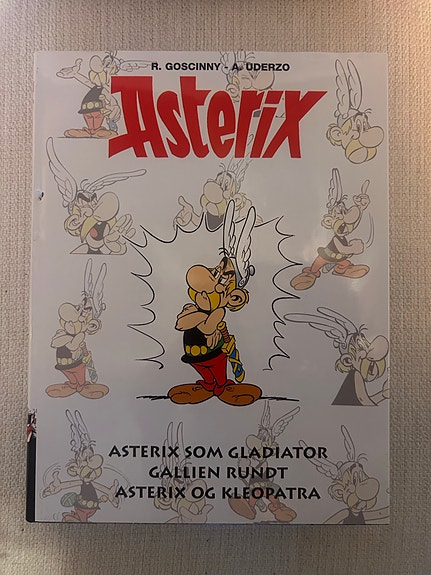 R. GOSCINNY - A. UDERZO
Asterix
ASTERIX SOM GLADIATOR
GALLIEN RUNDT
ASTERIX OG KLEOPATRA